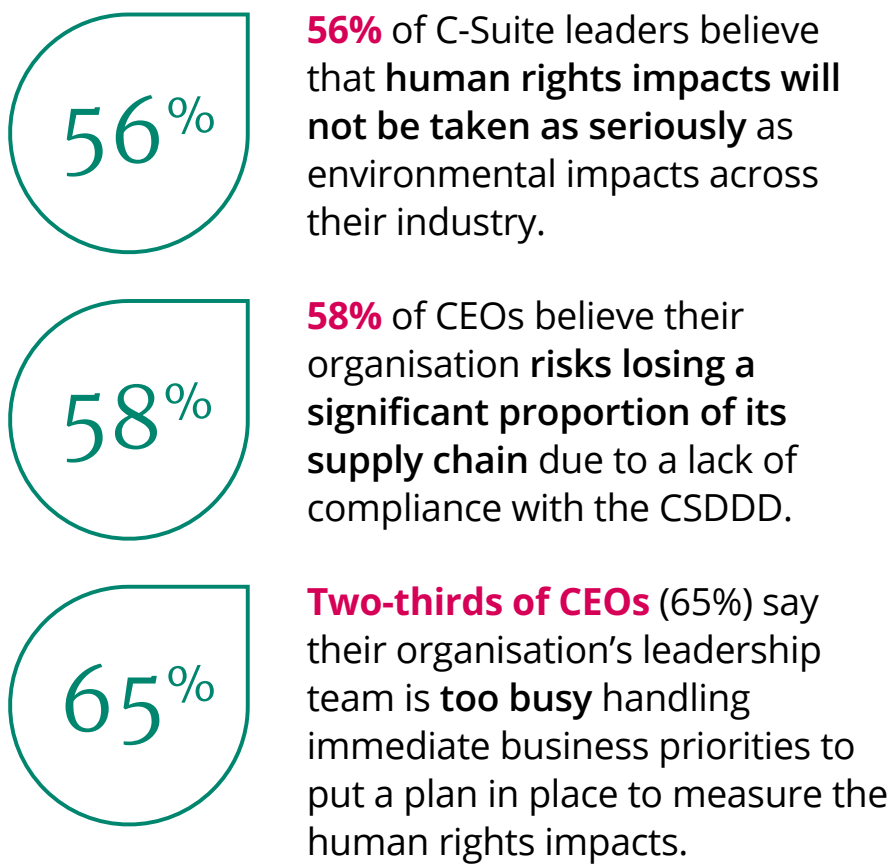 56%
56% of C-Suite leaders believe
that human rights impacts will
not be taken as seriously as
environmental impacts across
their industry.
58%
58% of CEOs believe their
organisation risks losing a
significant proportion of its
supply chain due to a lack of
compliance with the CSDDD.
65%
Two-thirds of CEOs (65%) say
their organisation’s leadership
team is too busy handling
immediate business priorities to
put a plan in place to measure the
human rights impacts.